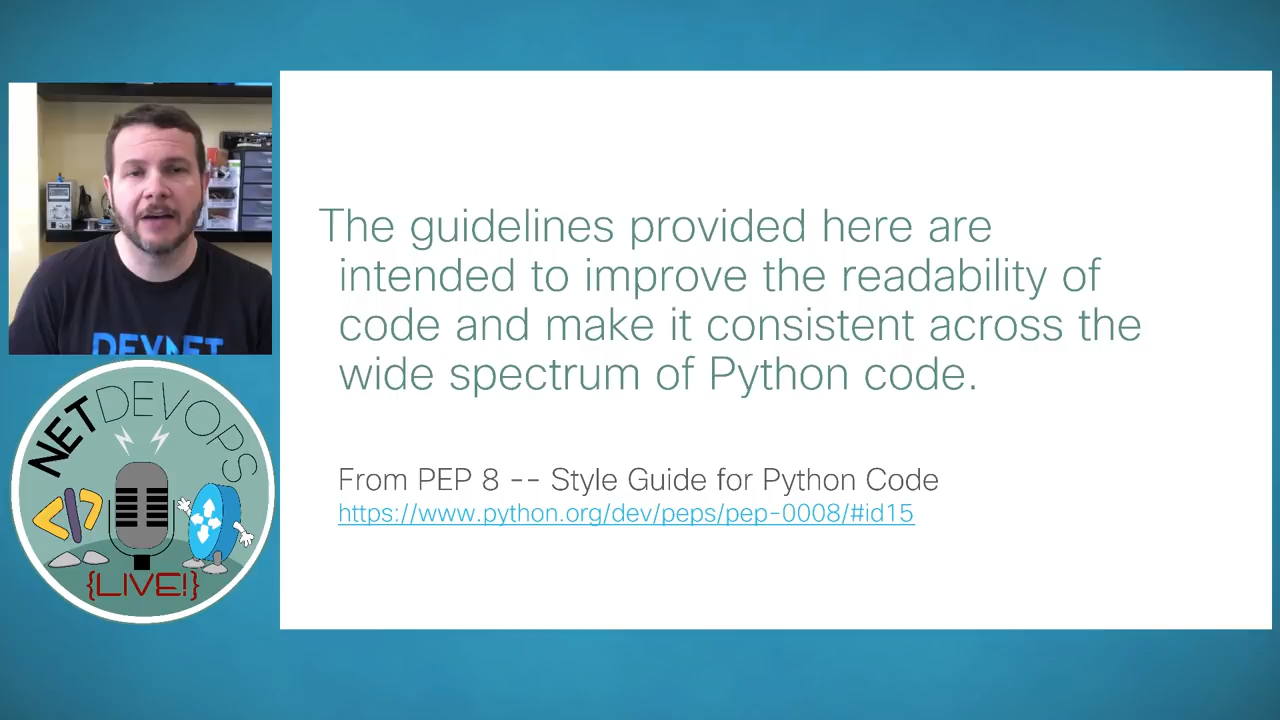 The guidelines provided here are
intended to improve the readability of
code and make it consistent across the
wide spectrum of Python code.
From PEP 8 -- Style Guide for Python Code
https://www.python.org/dev/peps/pep-0008/#id15
DEVNET
NETDEVOPS
</>
{LIVE!}